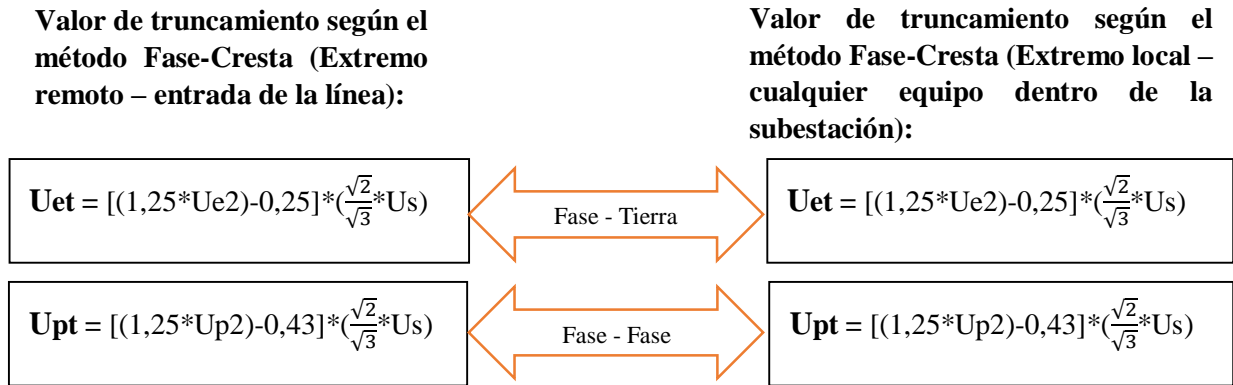 Valor de truncamiento según el
método Fase-Cresta (Extremo
remoto – entrada de la línea):
Valor de truncamiento según el
método Fase-Cresta (Extremo local –
cualquier equipo dentro de la
subestación):
Uet = [(1,25*Ue2)-0,25]*(√2/√3*Us)
Fase - Tierra
Uet = [(1,25*Ue2)-0,25]*(√2/√3*Us)
Upt = [(1,25*Up2)-0,43]*(√2/√3*Us)
Fase - Fase
Upt = [(1,25*Up2)-0,43]*(√2/√3*Us)